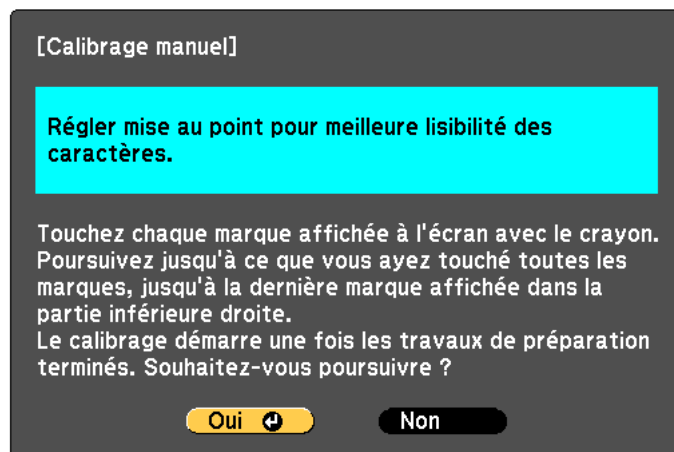 [Calibrage manuel]
Régler mise au point pour meilleure lisibilité des
caractères.
Touchez chaque marque affichée à l'écran avec le crayon.
Poursuivez jusqu'à ce que vous ayez touché toutes les
marques, jusqu'à la dernière marque affichée dans la
partie inférieure droite.
Le calibrage démarre une fois les travaux de préparation
terminés. Souhaitez-vous poursuivre ?
Oui Non